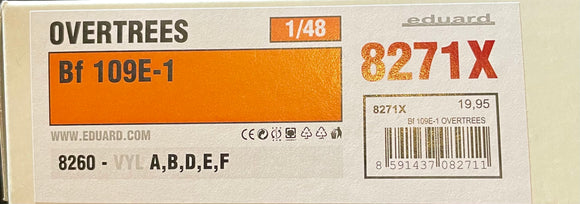 OVERTREES
1/48
eduard
Bf 109E-1
8271X
WWW.EDUARD.COM
8260 - VYL A,B,D,E,F
8271X 19,95
Bf 109E-1 OVERTREES
8 591437 082711